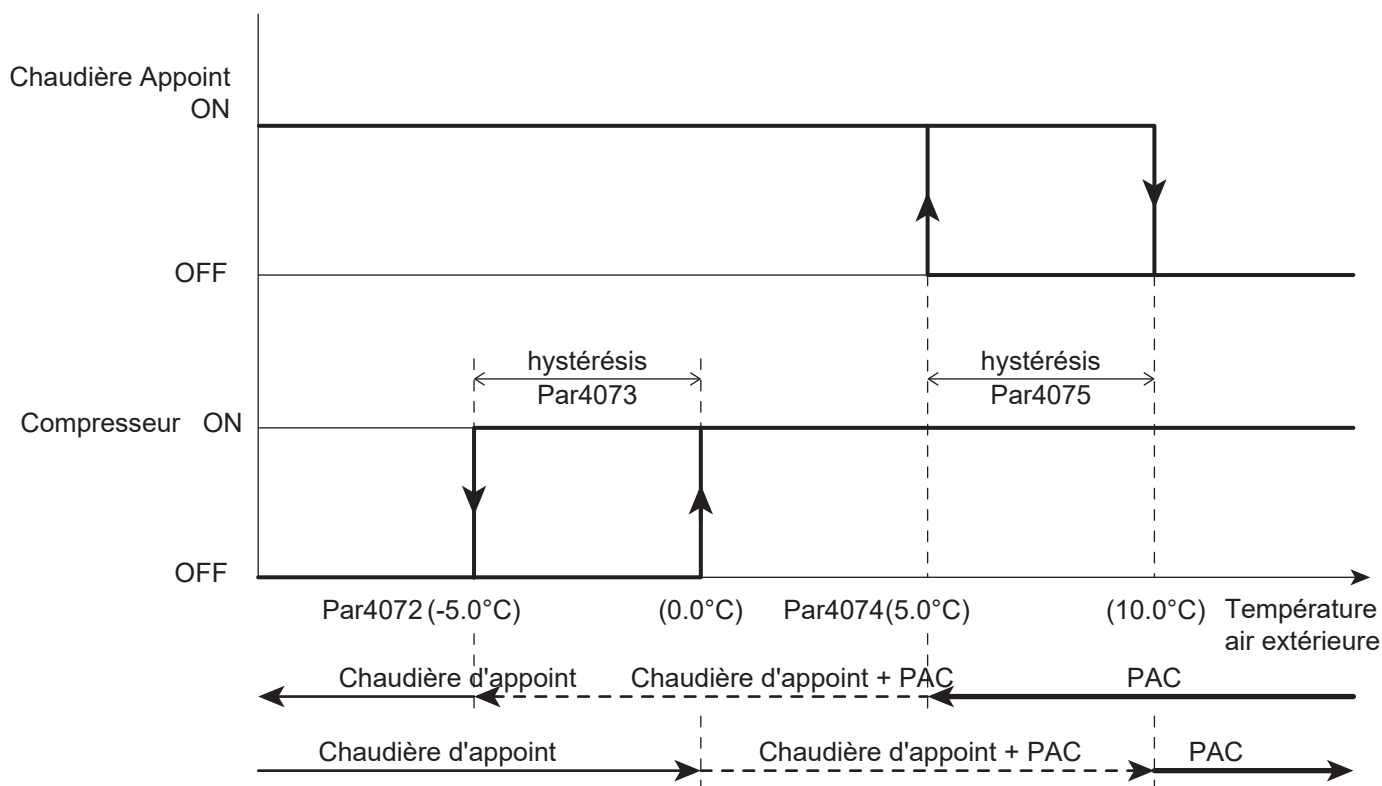 Chaudière Appoint
ON
OFF
hystérésis
Par4073
hystérésis
Par4075
Compresseur ON
OFF
Par4072 (-5.0°C)
(0.0°C)
Par4074(5.0°C)
(10.0°C)
Température
air extérieure
Chaudière d'appoint
Chaudière d'appoint + PAC
PAC
Chaudière d'appoint
Chaudière d'appoint + PAC
PAC